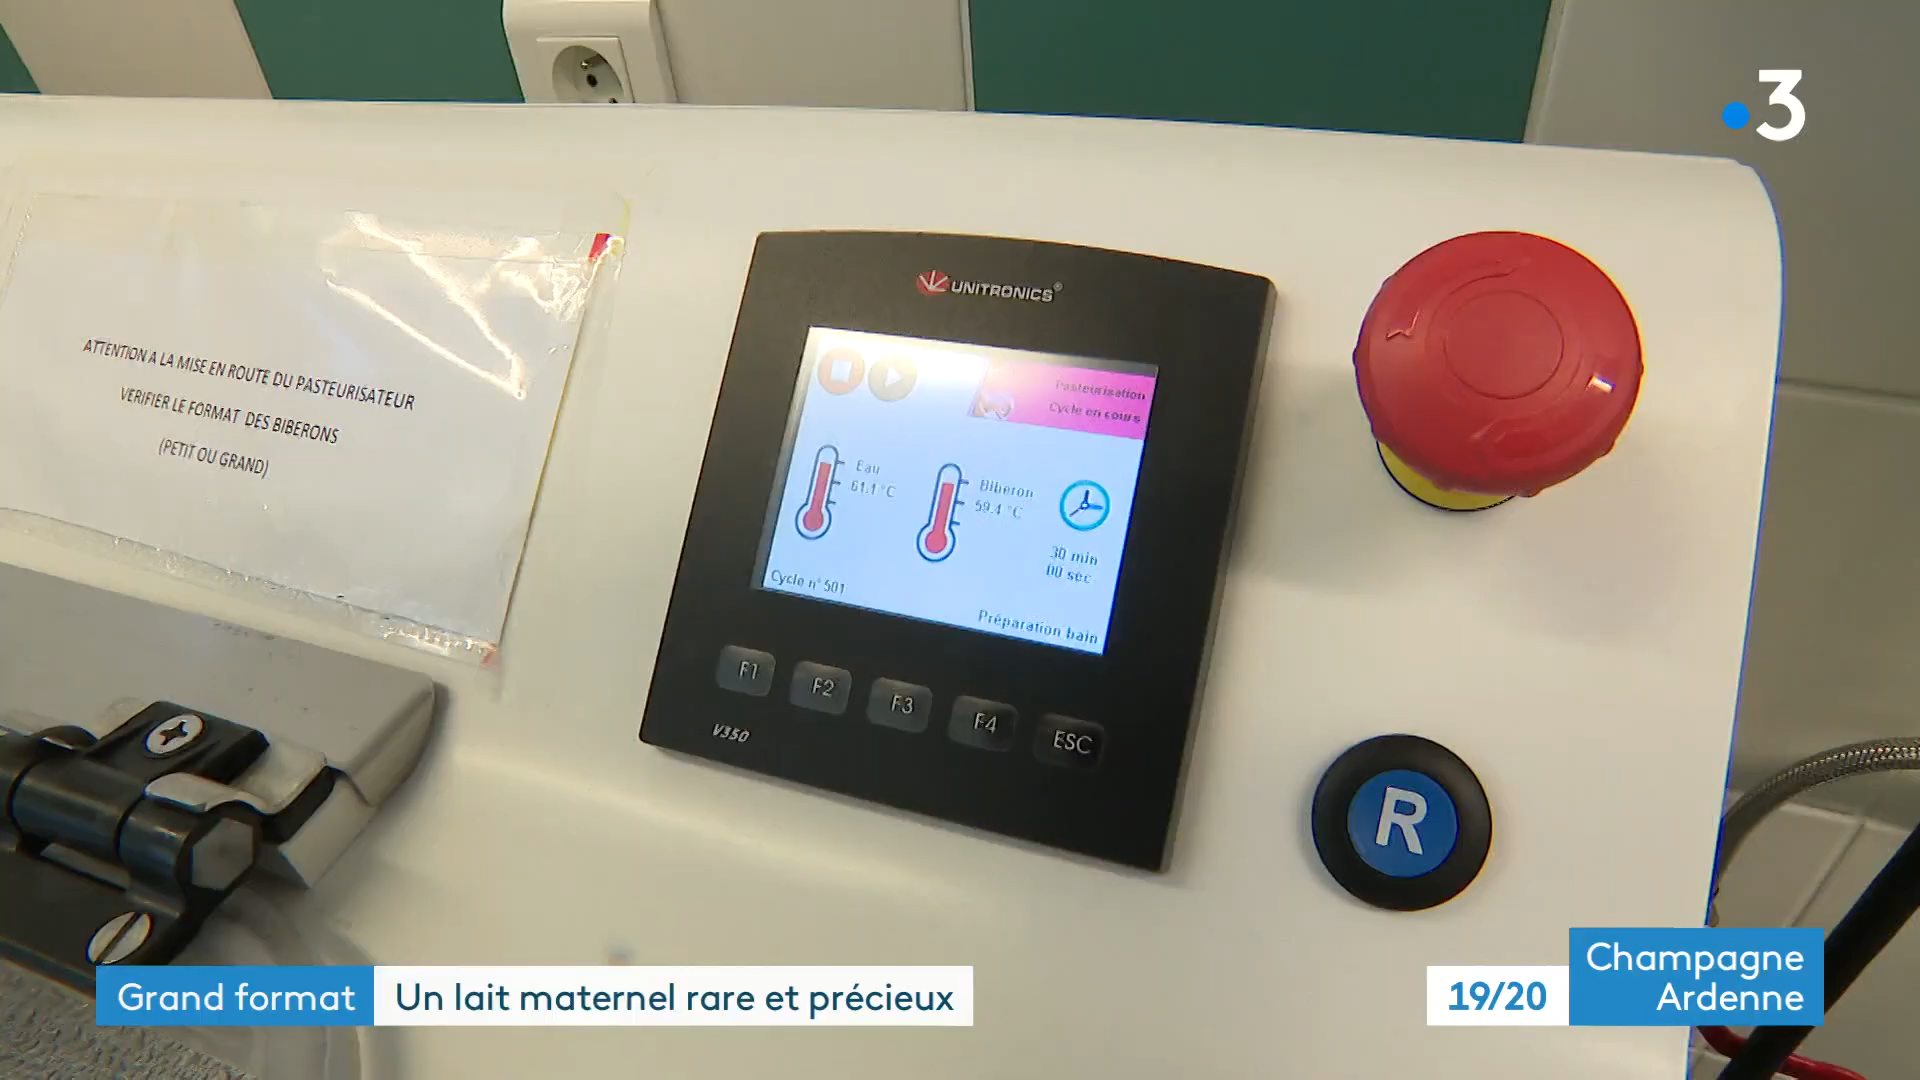 3
ATTENTION A LA MISE EN ROUTE DU PASTEURISATEUR
VERIFIER LE FORMAT DES BIBERONS
(PETIT OU GRAND)
UNITRONICS®
Pasteurisation
Cycle en cours
Eau
61.1 °C
Biberon
59.4 °C
30 min
00 sec
Cycle n° 501
Préparation bain
F1 F2 F3 F4 ESC
V350
R
Grand format Un lait maternel rare et précieux
19/20
Champagne
Ardenne